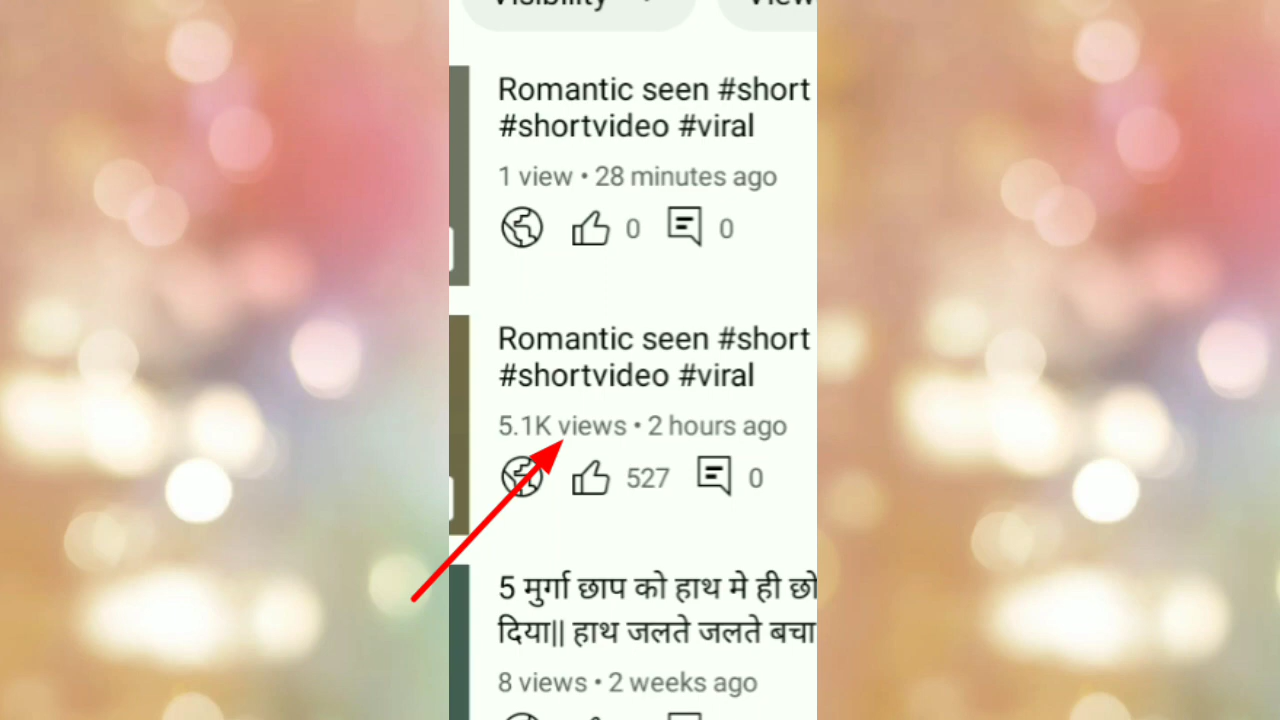 Visibility
Romantic seen #short
#shortvideo #viral
1 view • 28 minutes ago
0 0
Romantic seen #short
#shortvideo #viral
5.1K views • 2 hours ago
527 0
5 मुर्गा छाप को हाथ मे ही छो
दिया|| हाथ जलते जलते बचा
8 views • 2 weeks ago